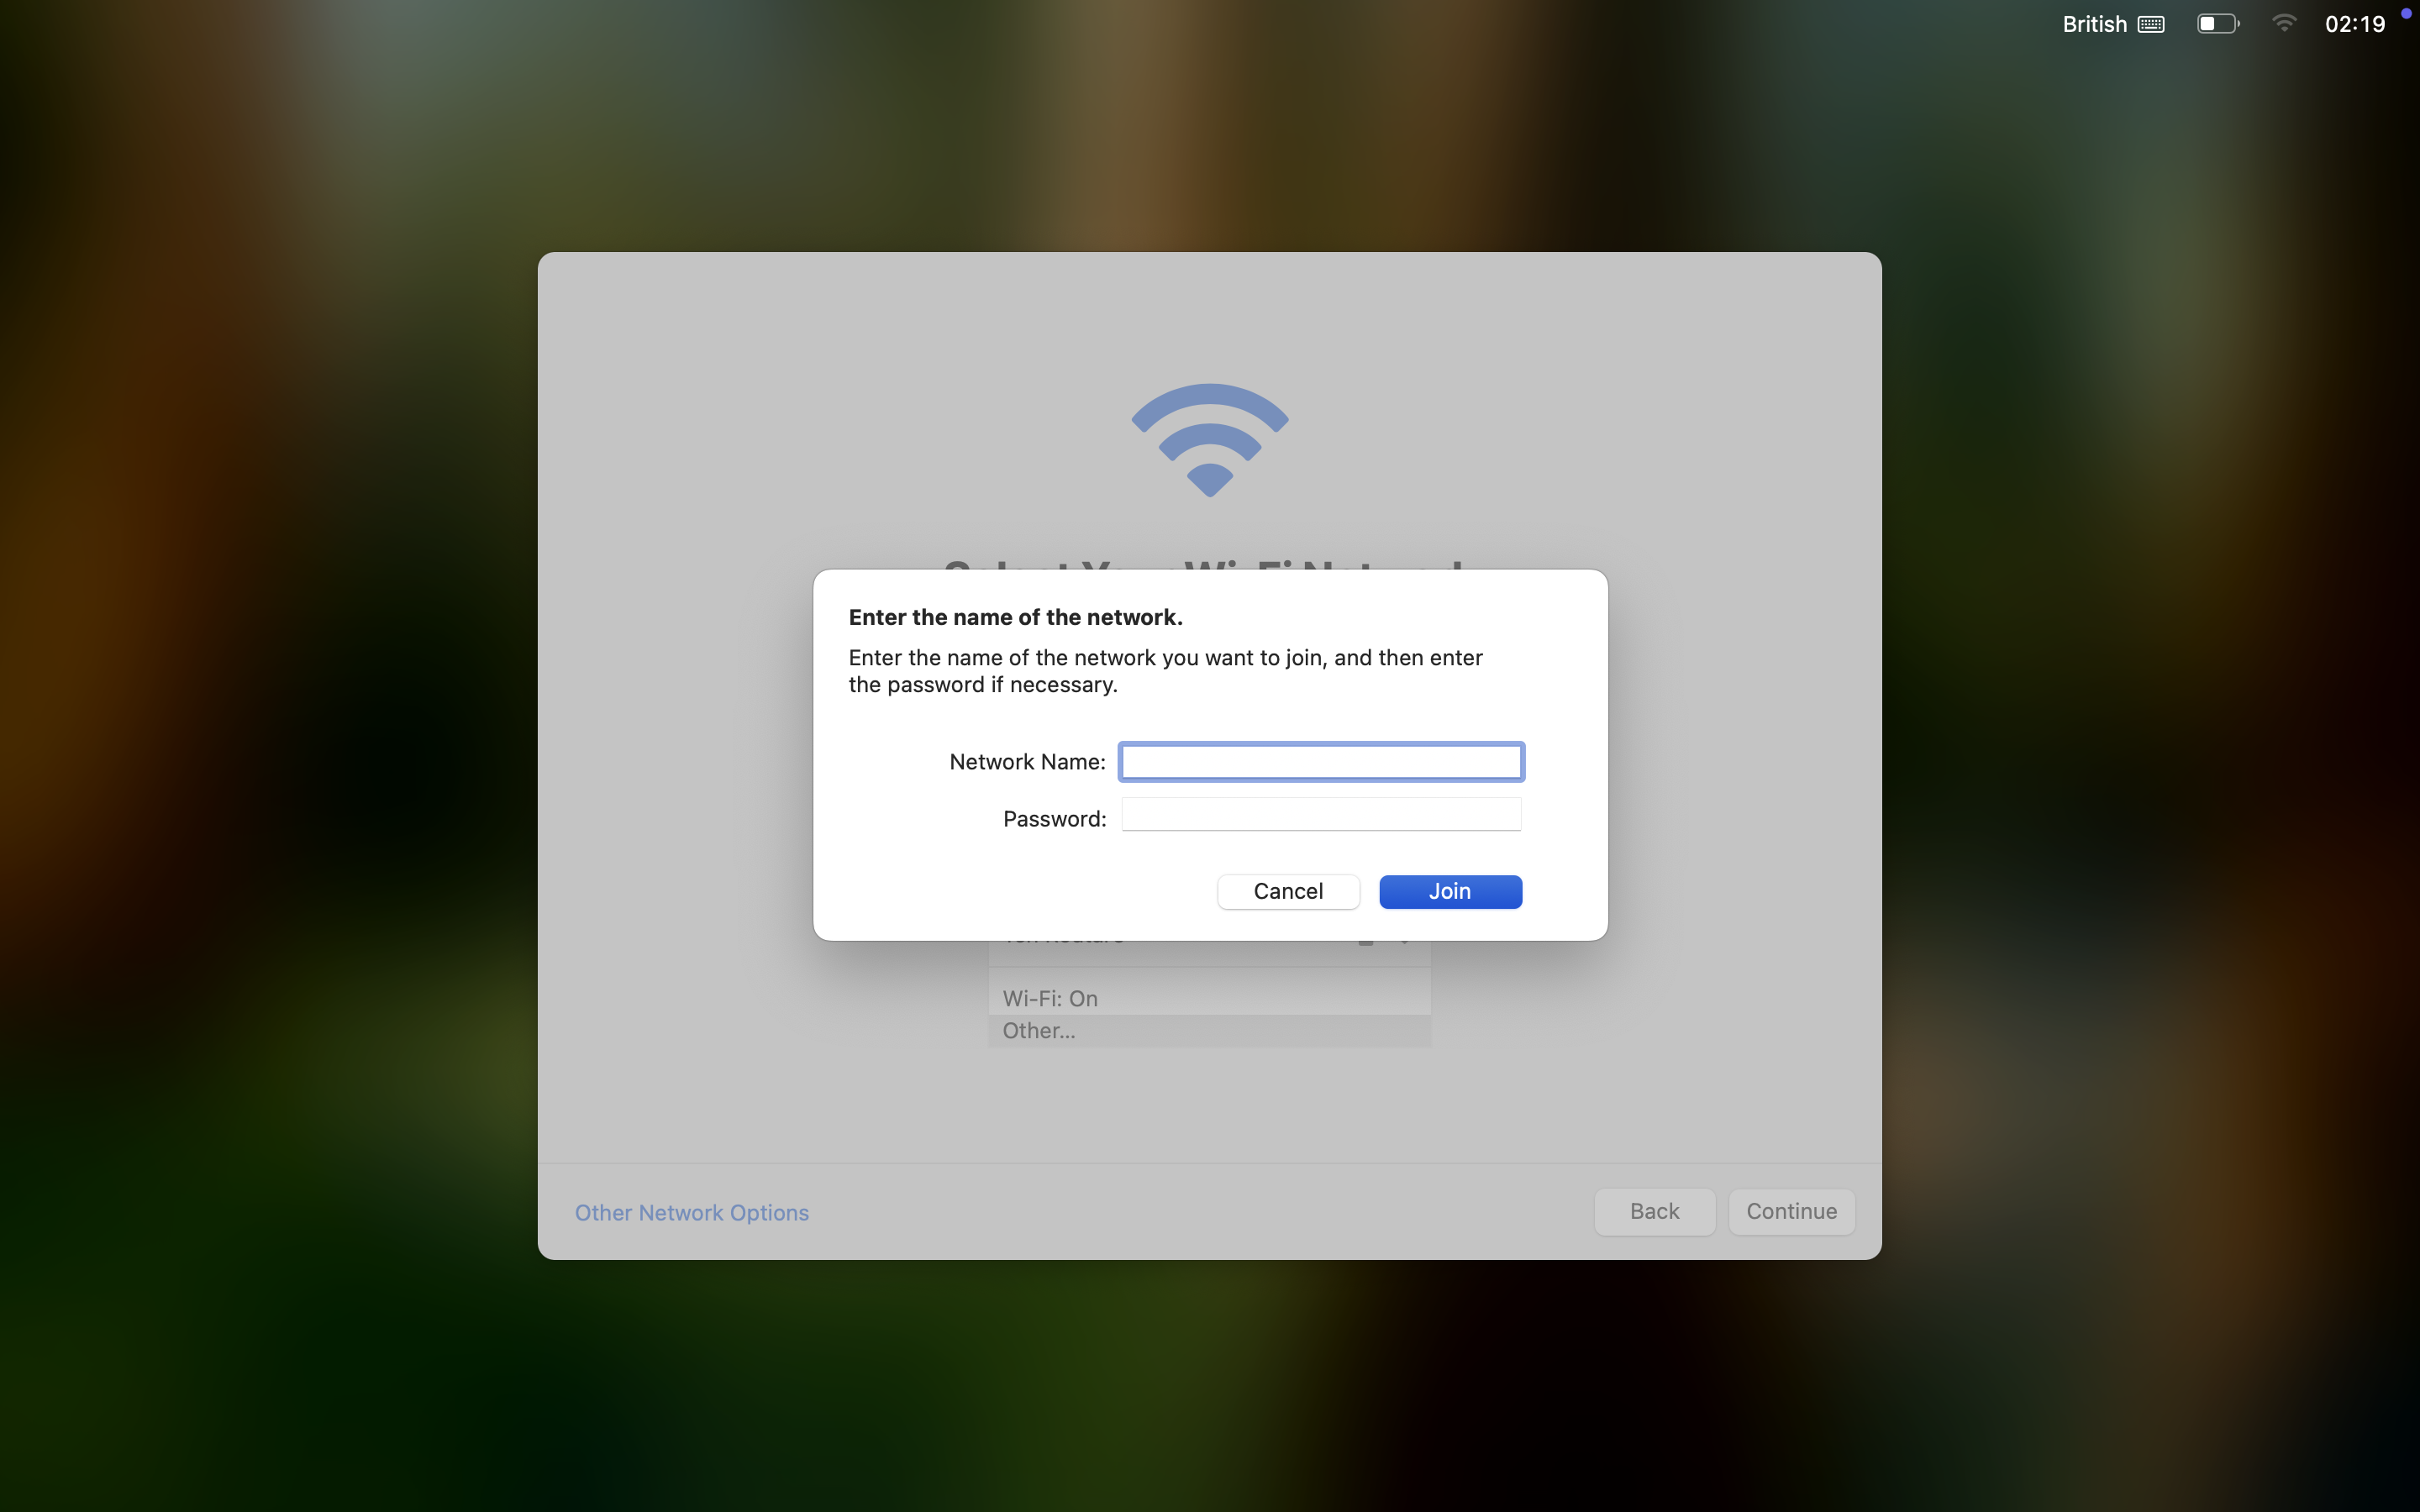 British
02:19
Enter the name of the network.
Enter the name of the network you want to join, and then enter
the password if necessary.
Network Name:
Password:
Cancel
Join
Wi-Fi: On
Other...
Other Network Options
Back
Continue